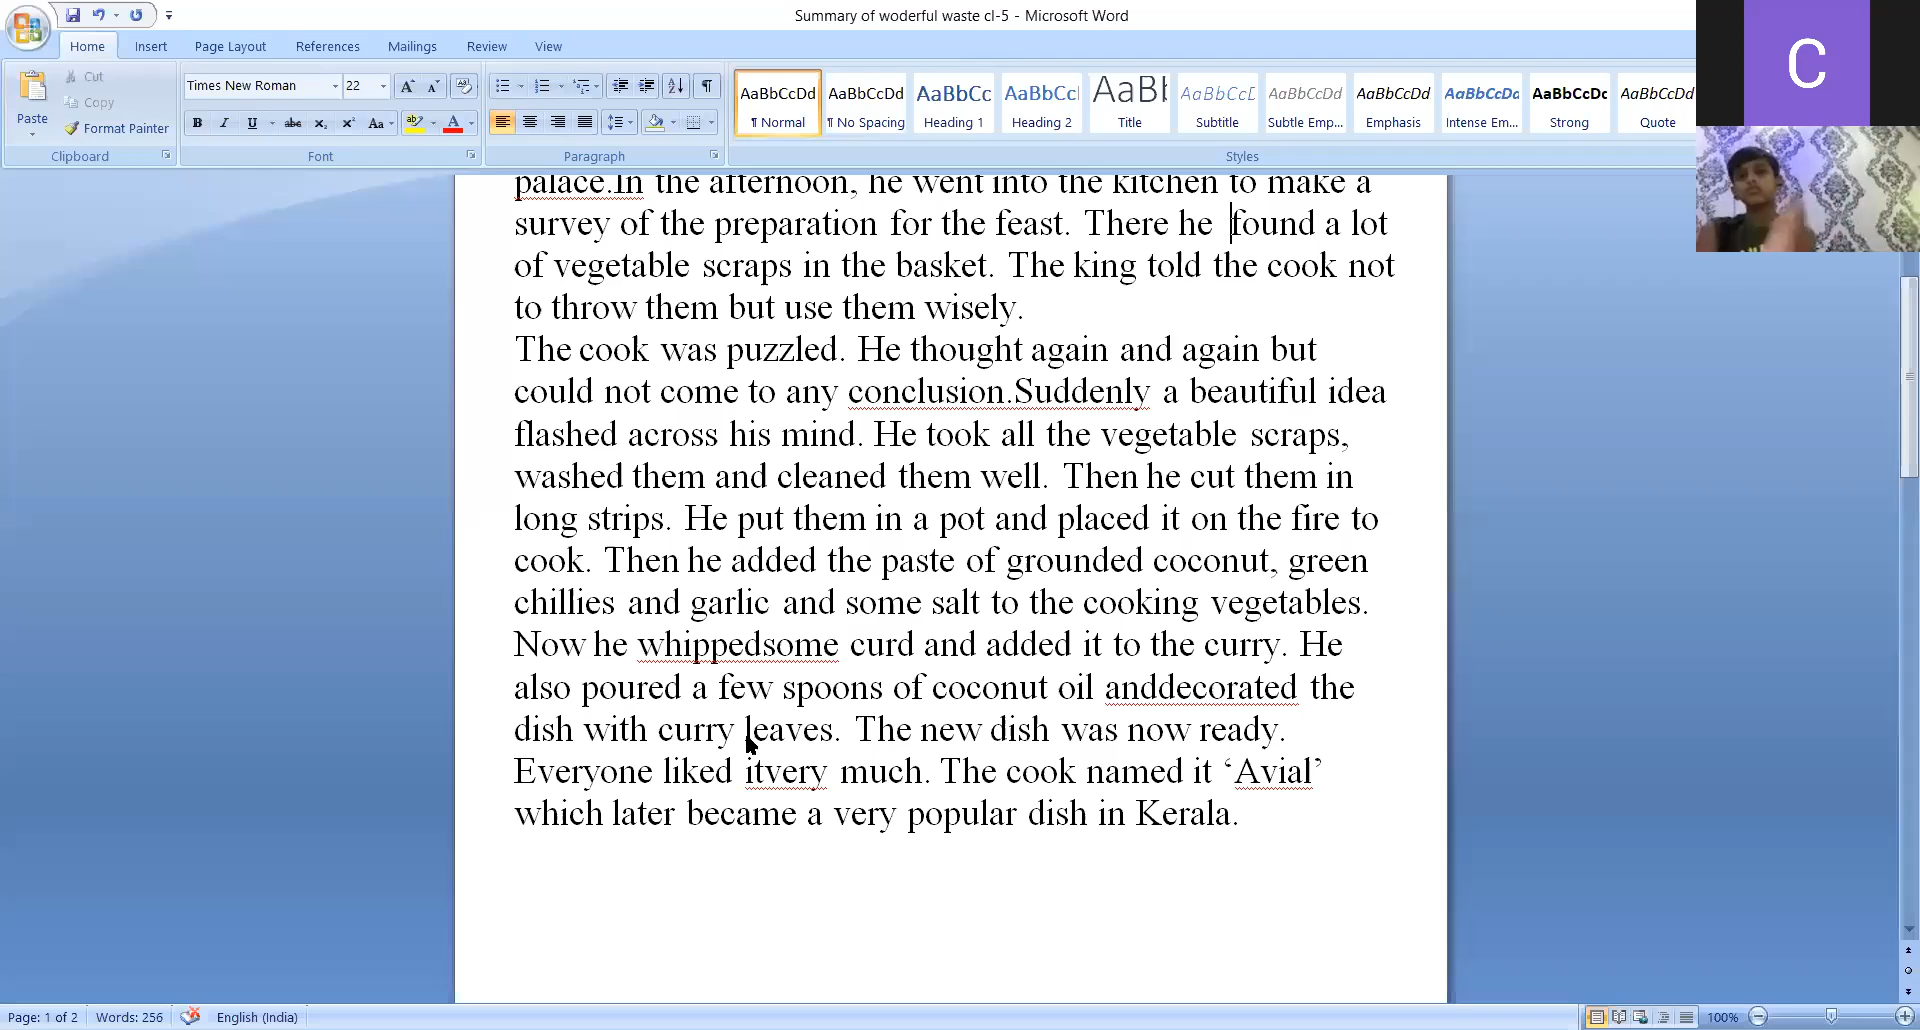 Summary of woderful waste cl-5 - Microsoft Word
Home Insert Page Layout References Mailings Review View
Paste
Cut
Copy
Format Painter
Clipboard
Times New Roman 22
B I U abc x₂ x² Aa
Font
Paragraph
AaBbCcDd AaBbCcDd AaBbCc AaBbCc AaBb AaBbCcD AaBbCcDd AaBbCcDd AaBbCcDd AaBbCcDc AaBbCcDd
¶ Normal ¶ No Spacing Heading 1 Heading 2 Title Subtitle Subtle Emp... Emphasis Intense Em... Strong Quote
Styles
C
palace.In the afternoon, he went into the kitchen to make a
survey of the preparation for the feast. There he found a lot
of vegetable scraps in the basket. The king told the cook not
to throw them but use them wisely.
The cook was puzzled. He thought again and again but
could not come to any conclusion.Suddenly a beautiful idea
flashed across his mind. He took all the vegetable scraps,
washed them and cleaned them well. Then he cut them in
long strips. He put them in a pot and placed it on the fire to
cook. Then he added the paste of grounded coconut, green
chillies and garlic and some salt to the cooking vegetables.
Now he whippedsome curd and added it to the curry. He
also poured a few spoons of coconut oil anddecorated the
dish with curry leaves. The new dish was now ready.
Everyone liked itvery much. The cook named it ‘Avial’
which later became a very popular dish in Kerala.
Page: 1 of 2 Words: 256 English (India) 100%